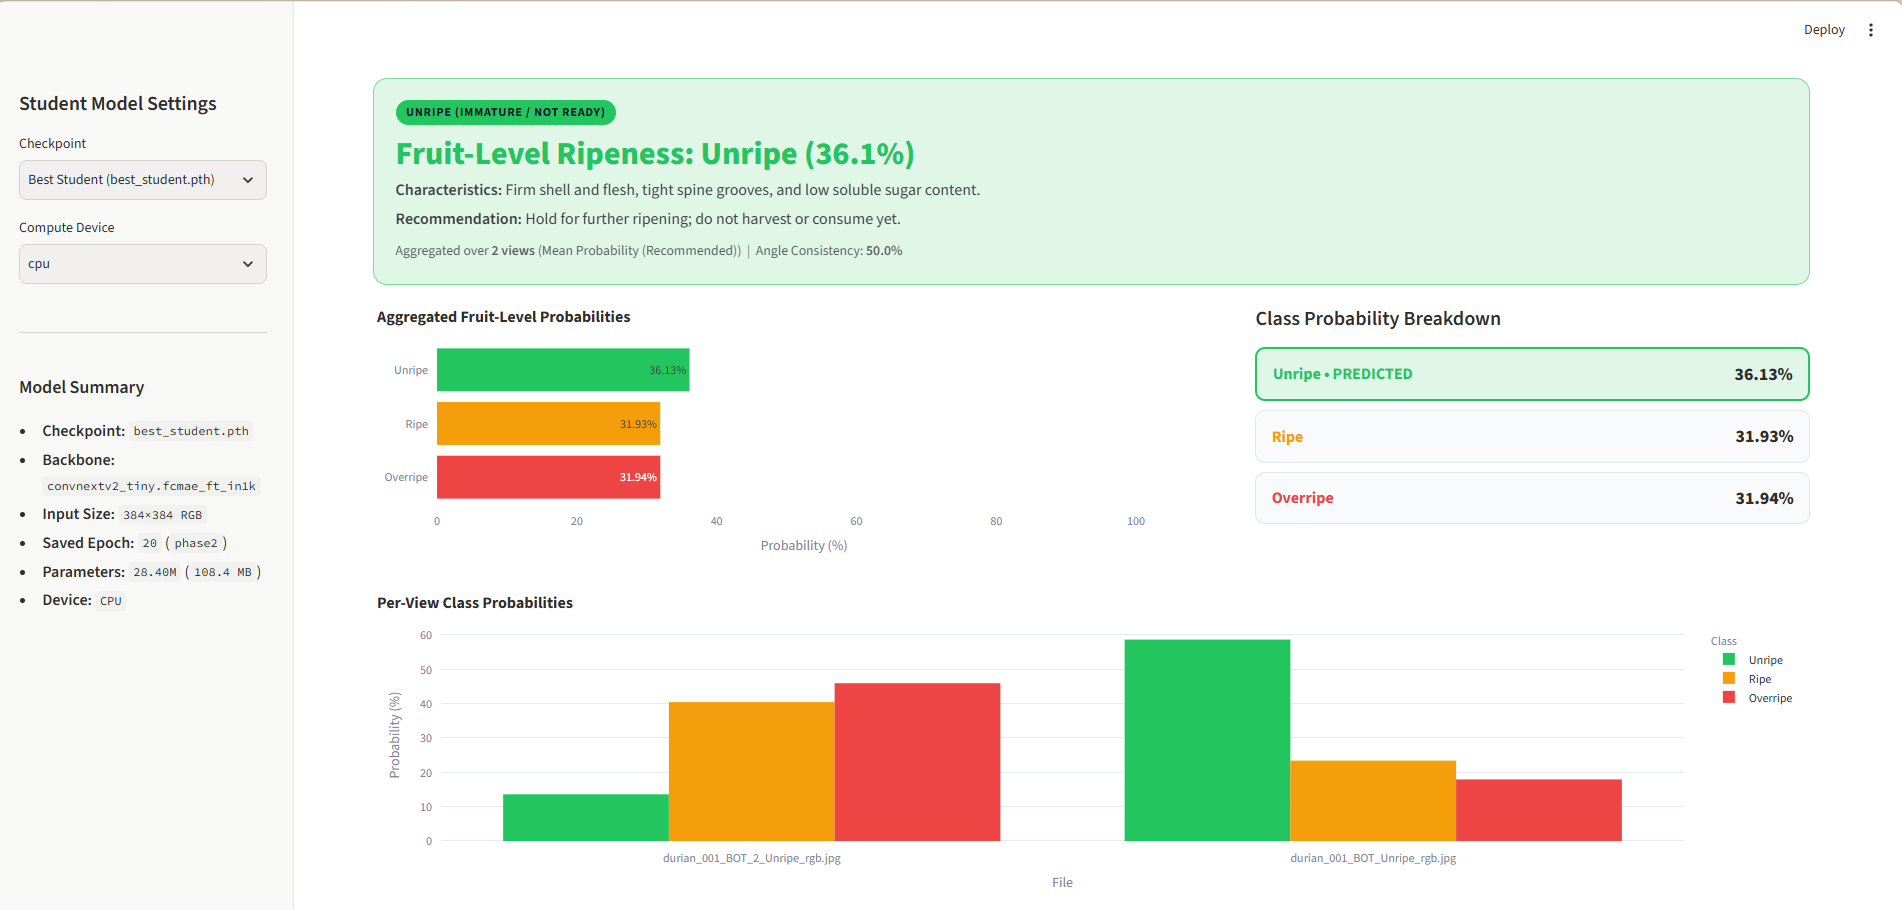 Deploy
Student Model Settings
Checkpoint
Best Student (best_student.pth)
Compute Device
cpu
Model Summary
• Checkpoint: best_student.pth
• Backbone:
convnextv2_tiny.fcmae_ft_in1k
• Input Size: 384×384 RGB
• Saved Epoch: 20 ( phase2 )
• Parameters: 28.40M ( 108.4 MB )
• Device: CPU
UNRIPE (IMMATURE / NOT READY)
Fruit-Level Ripeness: Unripe (36.1%)
Characteristics: Firm shell and flesh, tight spine grooves, and low soluble sugar content.
Recommendation: Hold for further ripening; do not harvest or consume yet.
Aggregated over 2 views (Mean Probability (Recommended)) | Angle Consistency: 50.0%
Aggregated Fruit-Level Probabilities
Unripe 36.13%
Ripe 31.93%
Overripe 31.94%
0 20 40 60 80 100
Probability (%)
Class Probability Breakdown
Unripe • PREDICTED 36.13%
Ripe 31.93%
Overripe 31.94%
Per-View Class Probabilities
60
50
40
30
20
10
0
Probability (%)
durian_001_BOT_2_Unripe_rgb.jpg durian_001_BOT_Unripe_rgb.jpg
File
Class
Unripe
Ripe
Overripe